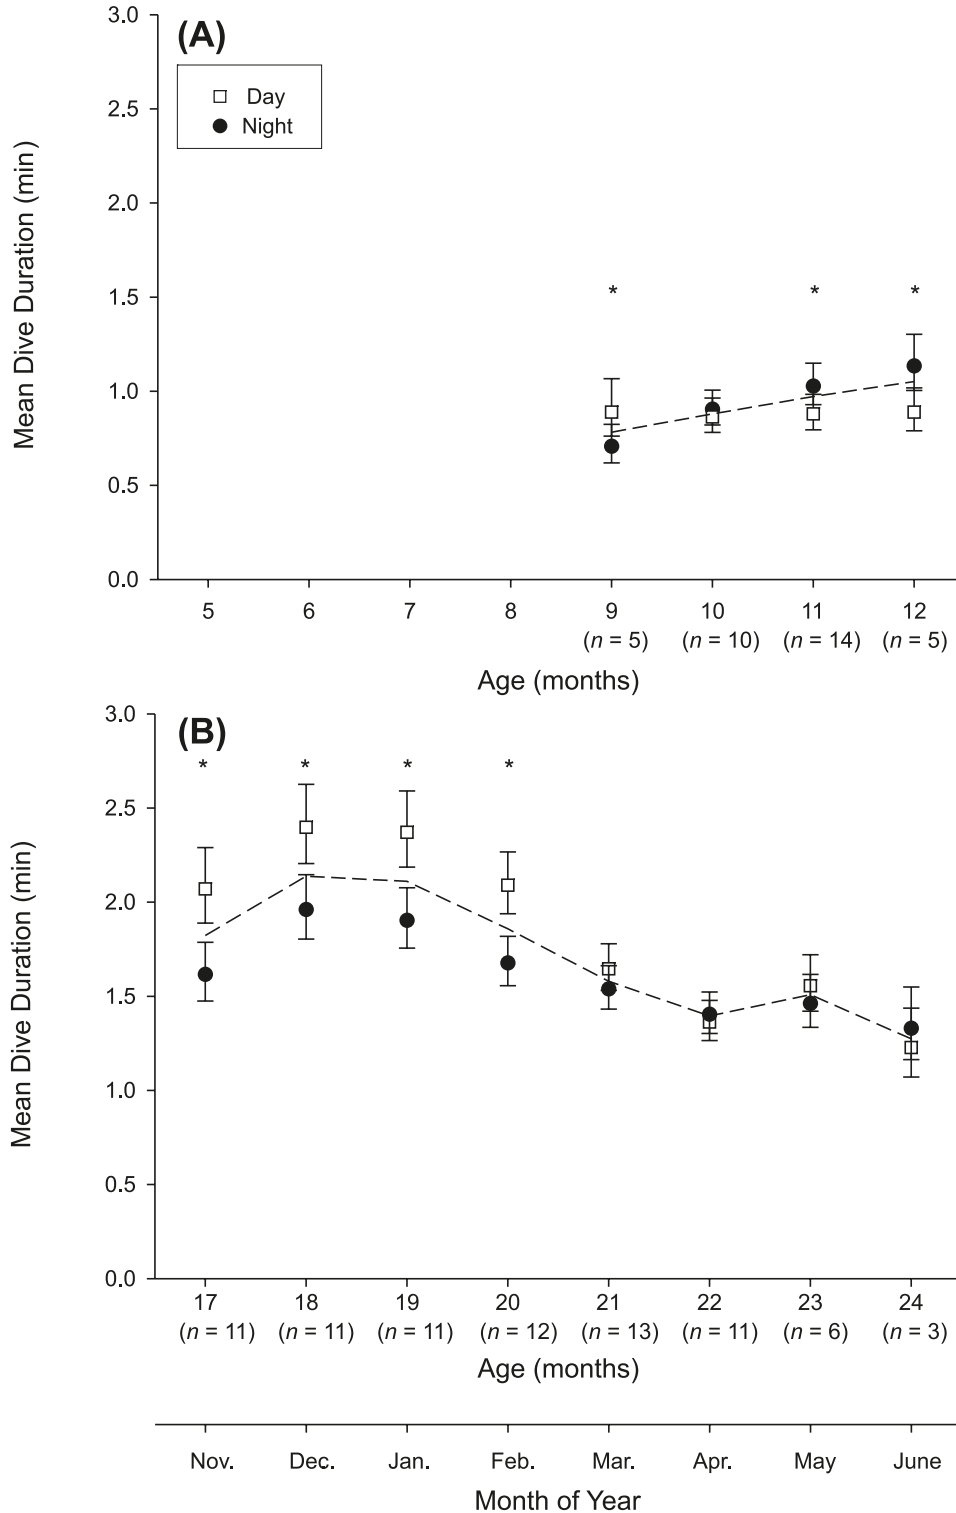 (A)
Day
Night
Mean Dive Duration (min)
3.0
2.5
2.0
1.5
1.0
0.5
0.0
* * *
5 6 7 8 9 10 11 12
(n = 5) (n = 10) (n = 14) (n = 5)
Age (months)
(B)
Mean Dive Duration (min)
3.0
2.5
2.0
1.5
1.0
0.5
0.0
* * * *
17 18 19 20 21 22 23 24
(n = 11) (n = 11) (n = 11) (n = 12) (n = 13) (n = 11) (n = 6) (n = 3)
Age (months)
Nov. Dec. Jan. Feb. Mar. Apr. May June
Month of Year